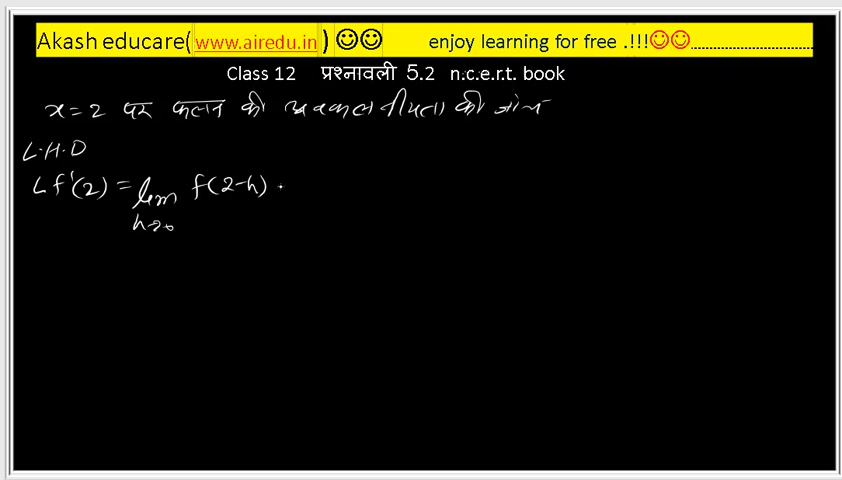 Akash educare( www.airedu.in ) ☺☺ enjoy learning for free .!!!☺☺...............................
Class 12 प्रश्नावली 5.2 n.c.e.r.t. book
x=2 पर फलन की अवकलनीयता की जांच
L.H.D
Lf'(2) = lim f(2-h) -
h→0